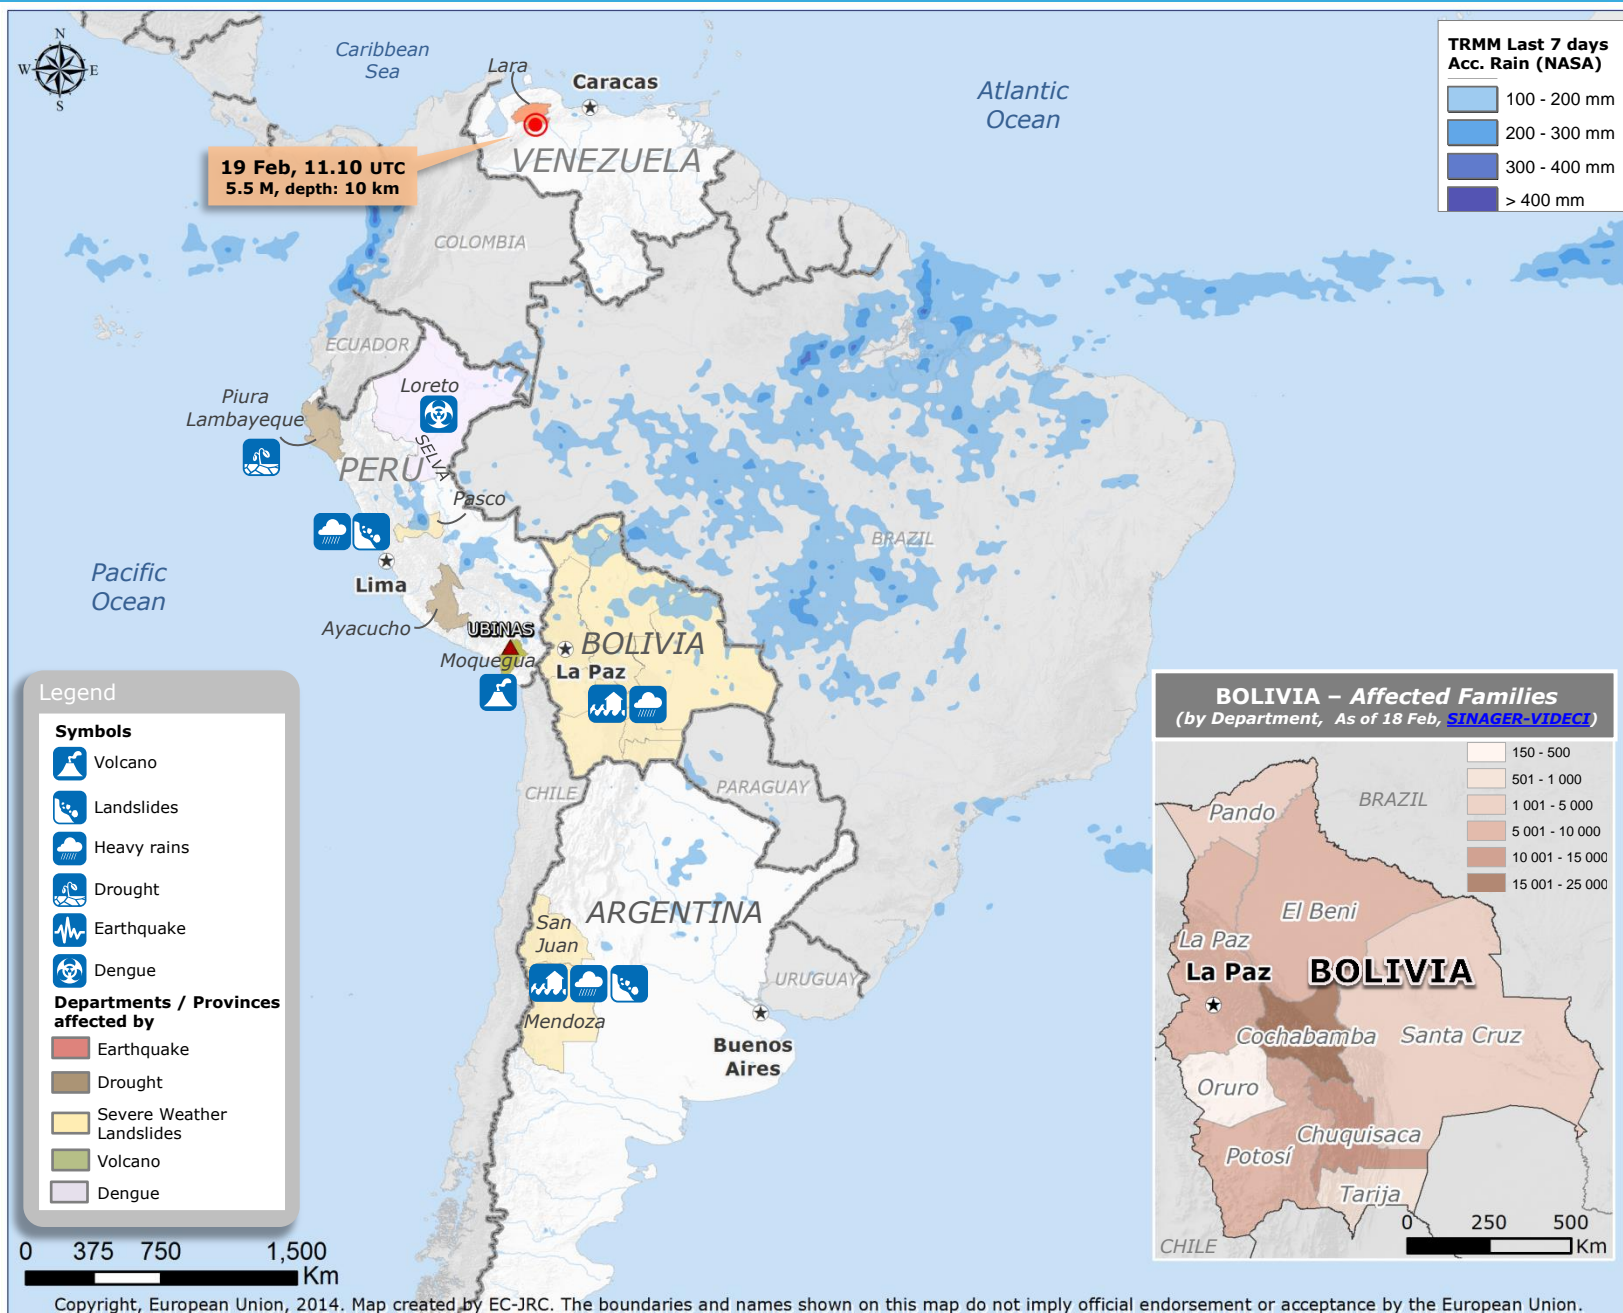 N
W
E
S
Caribbean
Sea
Lara
Caracas
Atlantic
Ocean
TRMM Last 7 days
Acc. Rain (NASA)
100 - 200 mm
200 - 300 mm
300 - 400 mm
> 400 mm
19 Feb, 11.10 UTC
5.5 M, depth: 10 km
VENEZUELA
COLOMBIA
ECUADOR
Loreto
Piura
Lambayeque
SELVA
PERU
Pasco
BRAZIL
Pacific
Ocean
Lima
Ayacucho
UBINAS
Moquegua
BOLIVIA
La Paz
CHILE
PARAGUAY
ARGENTINA
San
Juan
Mendoza
URUGUAY
Buenos
Aires
Legend
Symbols
Volcano
Landslides
Heavy rains
Drought
Earthquake
Dengue
Departments / Provinces
affected by
Earthquake
Drought
Severe Weather
Landslides
Volcano
Dengue
0 375 750 1,500
Km
BOLIVIA – Affected Families
(by Department, As of 18 Feb, SINAGER-VIDECI)
150 - 500
501 - 1 000
1 001 - 5 000
5 001 - 10 000
10 001 - 15 000
15 001 - 25 000
BRAZIL
Pando
El Beni
La Paz
La Paz
BOLIVIA
Cochabamba
Santa Cruz
Oruro
Chuquisaca
Potosí
Tarija
CHILE
0 250 500
Km
Copyright, European Union, 2014. Map created by EC-JRC. The boundaries and names shown on this map do not imply official endorsement or acceptance by the European Union.